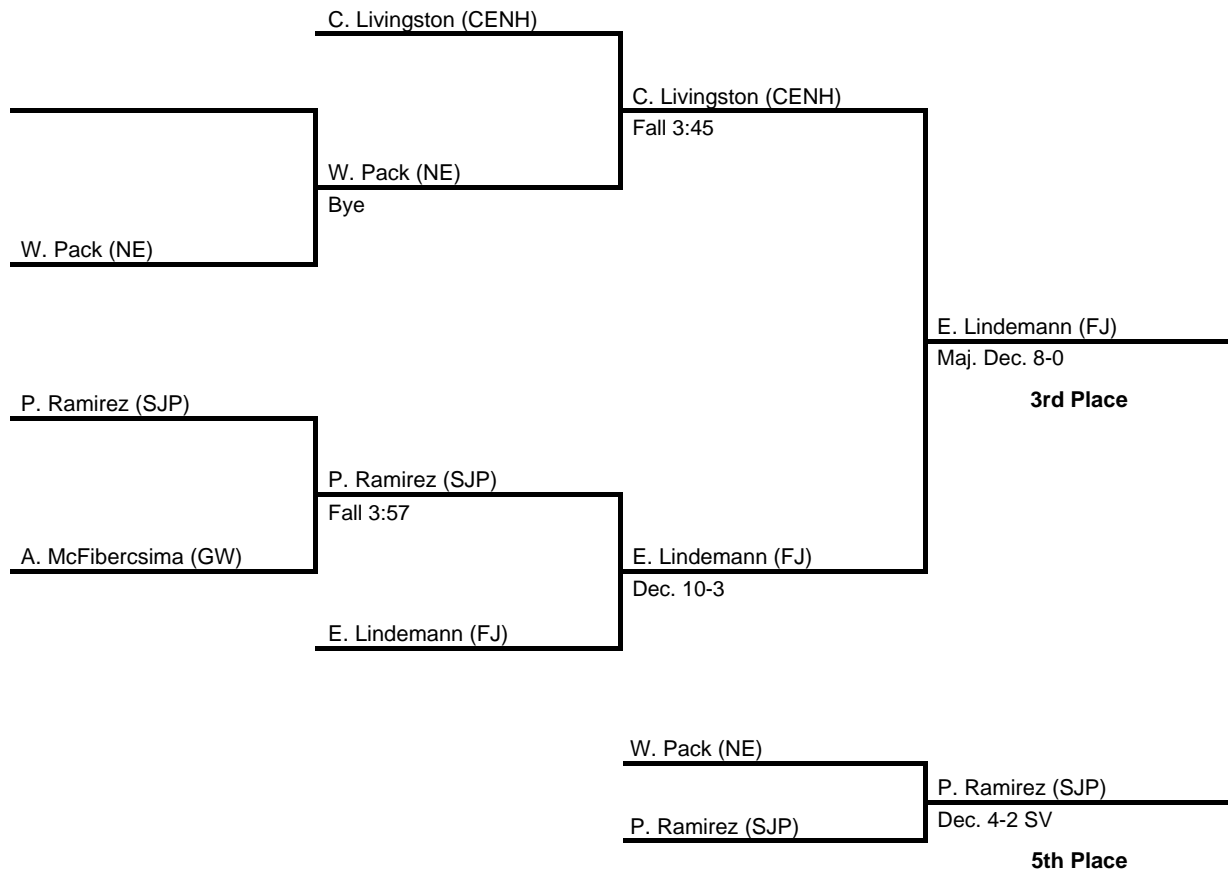 C. Livingston (CENH)
C. Livingston (CENH)
Fall 3:45
W. Pack (NE)
Bye
W. Pack (NE)
E. Lindemann (FJ)
Maj. Dec. 8-0
3rd Place
P. Ramirez (SJP)
P. Ramirez (SJP)
Fall 3:57
A. McFibercsima (GW)
E. Lindemann (FJ)
Dec. 10-3
E. Lindemann (FJ)
W. Pack (NE)
P. Ramirez (SJP)
Dec. 4-2 SV
P. Ramirez (SJP)
5th Place